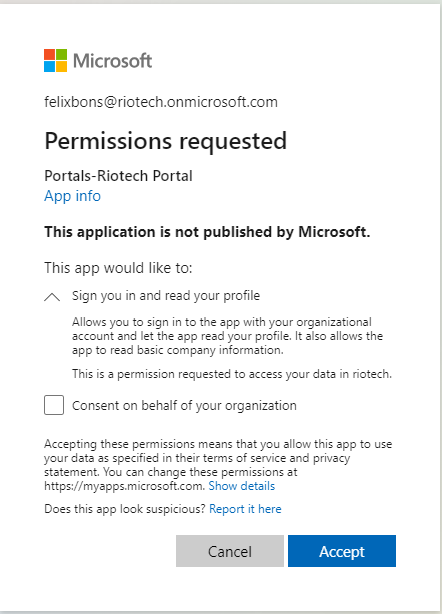 Microsoft
felixbons@riotech.onmicrosoft.com
Permissions requested
Portals-Riotech Portal
App info
This application is not published by Microsoft.
This app would like to:
Sign you in and read your profile
Allows you to sign in to the app with your organizational
account and let the app read your profile. It also allows the
app to read basic company information.
This is a permission requested to access your data in riotech.
Consent on behalf of your organization
Accepting these permissions means that you allow this app to use
your data as specified in their terms of service and privacy
statement. You can change these permissions at
https://myapps.microsoft.com. Show details
Does this app look suspicious? Report it here
Cancel
Accept